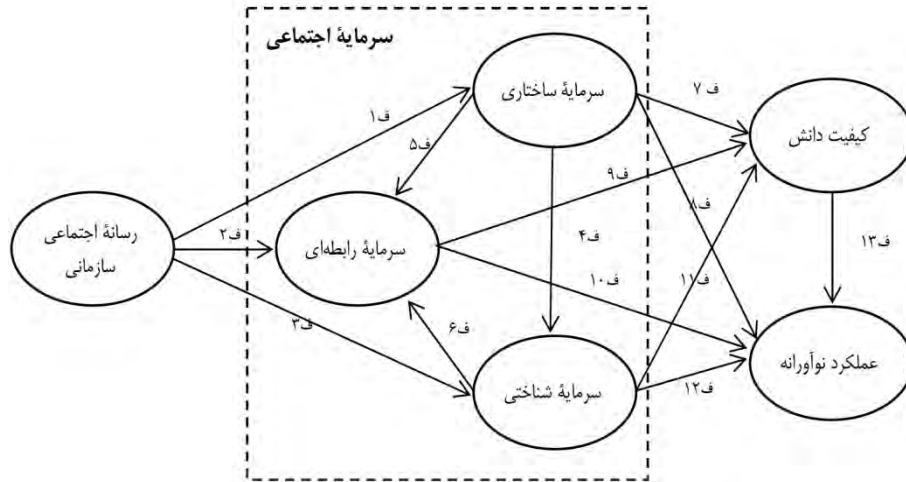 سرمایهٔ اجتماعی
سرمایهٔ ساختاری
کیفیت دانش
ف۷
ف۱
ف۵
ف۹
ف۸
رسانهٔ اجتماعی
سازمانی
ف۲
سرمایهٔ رابطه‌ای
ف۴
ف۱۳
ف۱۰
ف۱۱
ف۳
ف۶
عملکرد نوآورانه
سرمایهٔ شناختی
ف۱۲